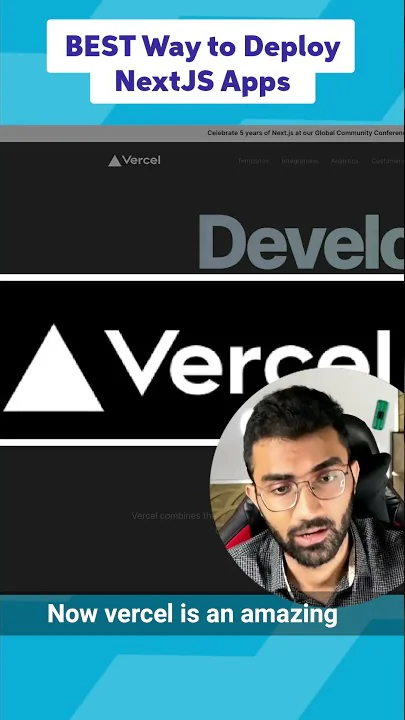 BEST Way to Deploy
NextJS Apps
Celebrate 5 years of Next.js at our Global Community Conference
Vercel
Templates Integrations Analytics Customers
Develo
Vercel
Vercel combines th
Now vercel is an amazing